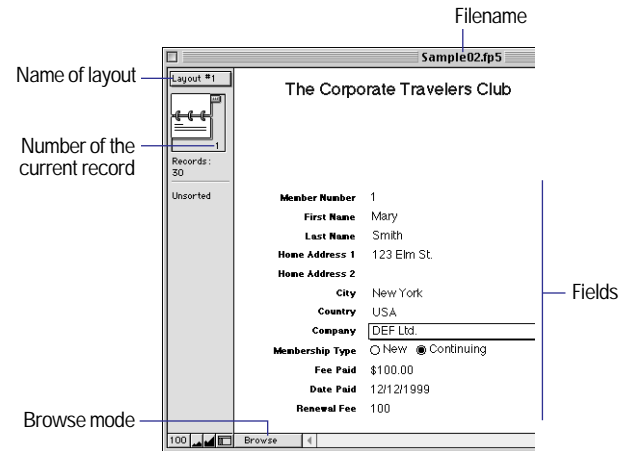 Filename
Sample02.fp5
Name of layout
Layout #1
The Corporate Travelers Club
Number of the
current record
1
Records:
30
Unsorted
Member Number 1
First Name Mary
Last Name Smith
Home Address 1 123 Elm St.
Home Address 2
City New York
Fields
Country USA
Company DEF Ltd.
Membership Type New Continuing
Fee Paid $100.00
Date Paid 12/12/1999
Renewal Fee 100
Browse mode
100 Browse